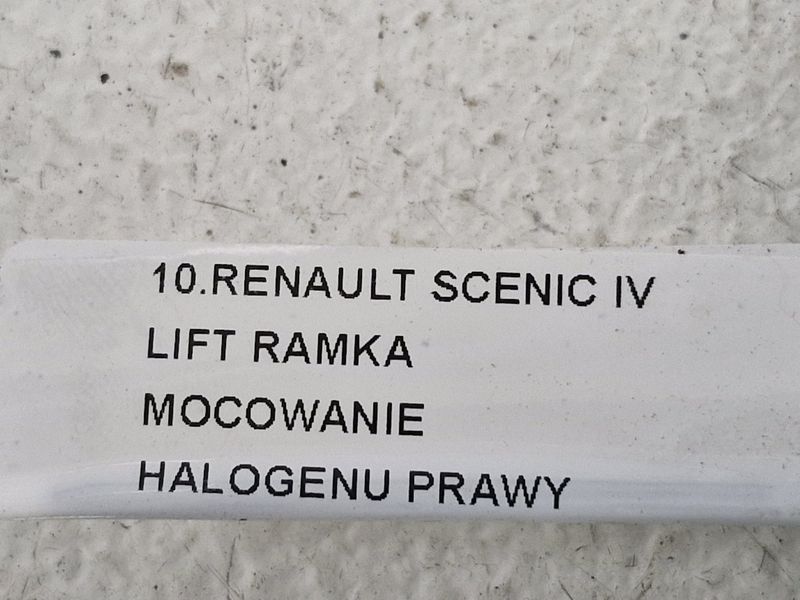 10.RENAULT SCENIC IV
LIFT RAMKA
MOCOWANIE
HALOGENU PRAWY